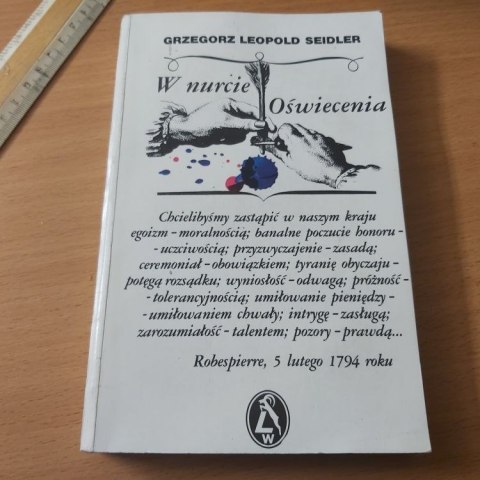 GRZEGORZ LEOPOLD SEIDLER
W nurcie
Oświecenia
Chcielibyśmy zastąpić w naszym kraju
egoizm - moralnością; banalne poczucie honoru -
- uczciwością; przyzwyczajenie - zasadą;
ceremoniał - obowiązkiem; tyranię obyczaju -
potęgą rozsądku; wyniosłość - odwagą; próżność -
- tolerancyjnością; umiłowanie pieniędzy -
- umiłowaniem chwały; intrygę - zasługą;
zarozumiałość - talentem; pozory - prawdą...
Robespierre, 5 lutego 1794 roku
L
W